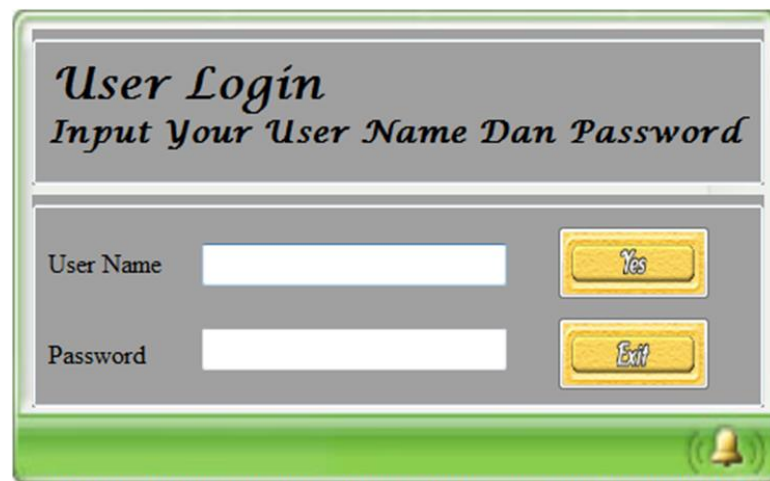 User Login
Input Your User Name Dan Password
User Name
Yes
Password
Exit